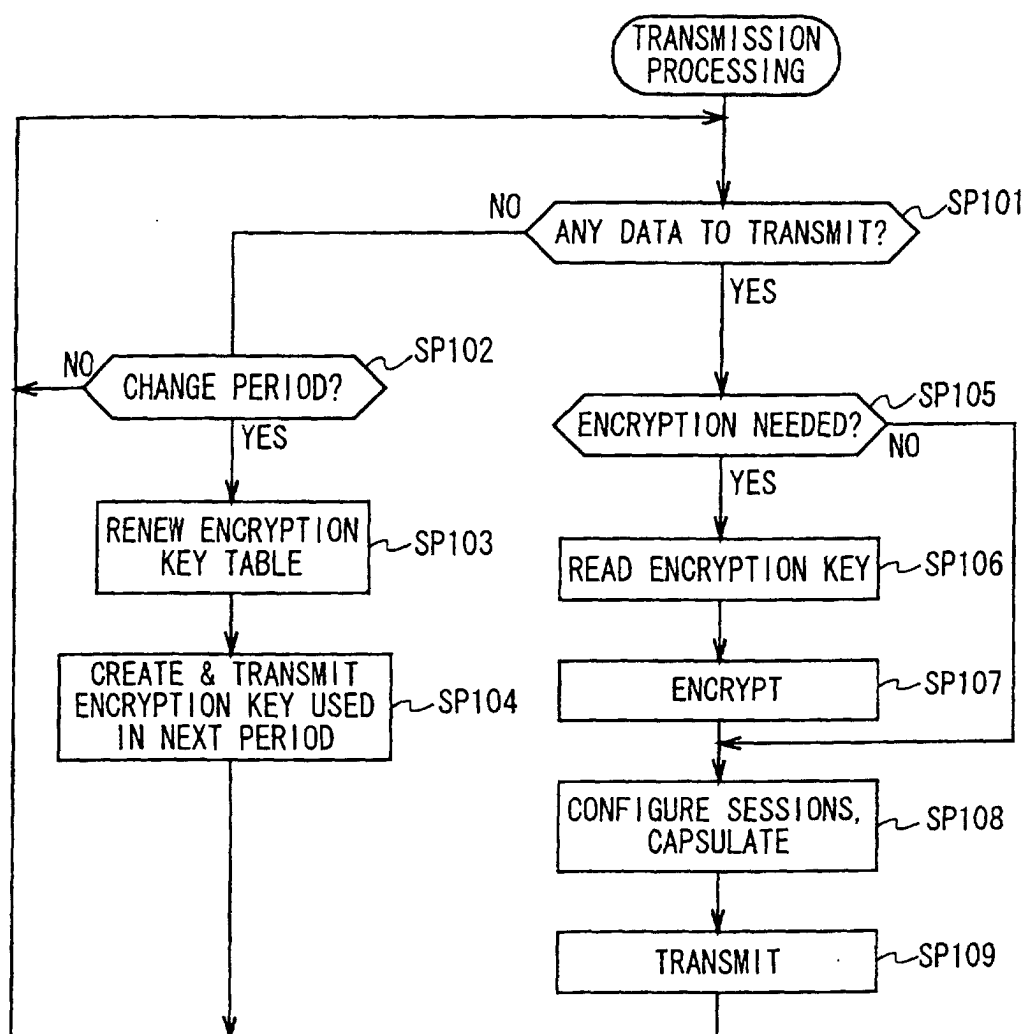 TRANSMISSION
PROCESSING
NO
ANY DATA TO TRANSMIT?
SP101
YES
NO
CHANGE PERIOD?
SP102
YES
ENCRYPTION NEEDED?
SP105
NO
YES
RENEW ENCRYPTION
KEY TABLE
SP103
READ ENCRYPTION KEY
SP106
CREATE & TRANSMIT
ENCRYPTION KEY USED
IN NEXT PERIOD
SP104
ENCRYPT
SP107
CONFIGURE SESSIONS,
CAPSULATE
SP108
TRANSMIT
SP109